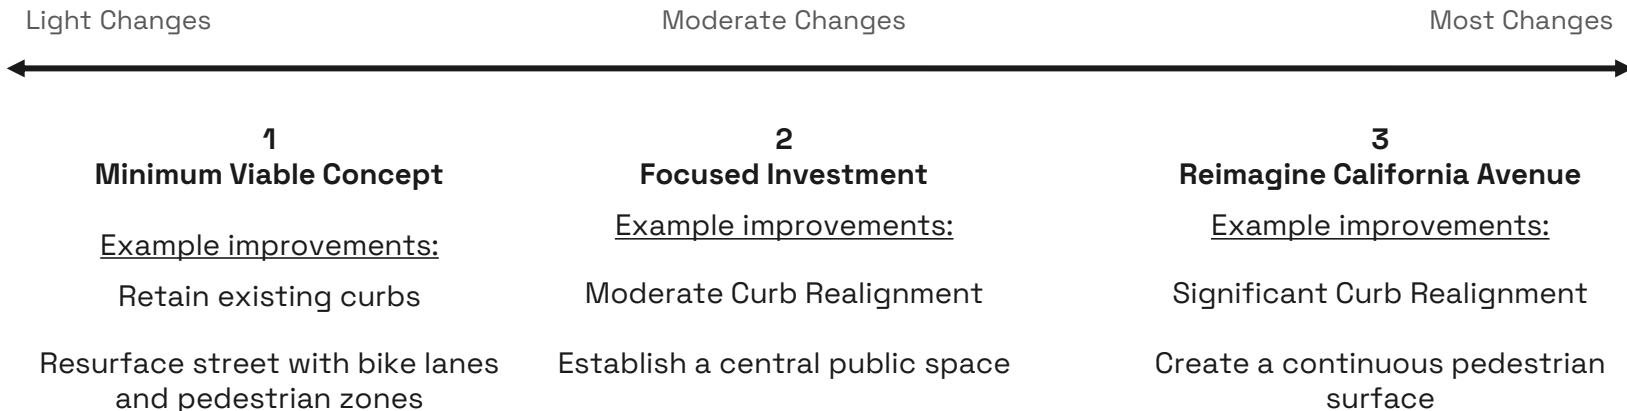 Light Changes
Moderate Changes
Most Changes
1
Minimum Viable Concept
Example improvements:
Retain existing curbs
Resurface street with bike lanes
and pedestrian zones
2
Focused Investment
Example improvements:
Moderate Curb Realignment
Establish a central public space
3
Reimagine California Avenue
Example improvements:
Significant Curb Realignment
Create a continuous pedestrian
surface